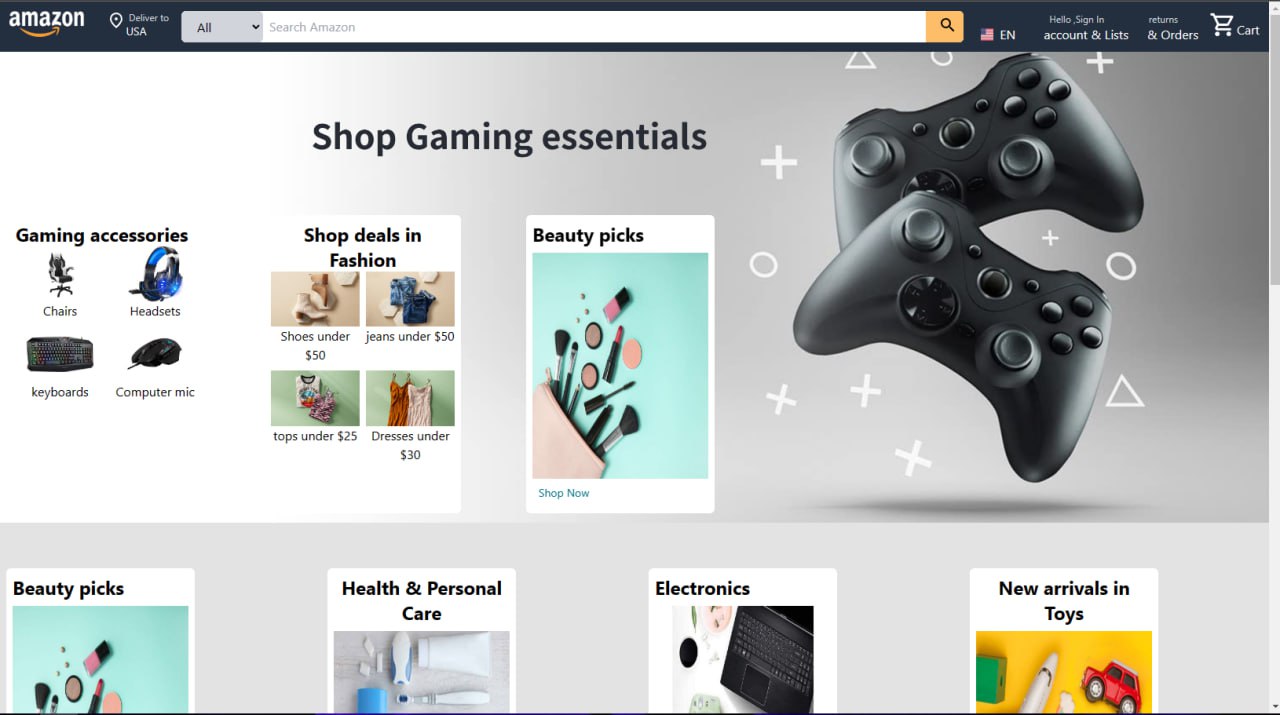 amazon
Deliver to
USA
All
Search Amazon
EN
Hello ,Sign In
account & Lists
returns
& Orders
Cart
Shop Gaming essentials
Gaming accessories
Chairs
Headsets
keyboards
Computer mic
Shop deals in
Fashion
Shoes under
$50
jeans under $50
tops under $25
Dresses under
$30
Beauty picks
Shop Now
Beauty picks
Health & Personal
Care
Electronics
New arrivals in
Toys